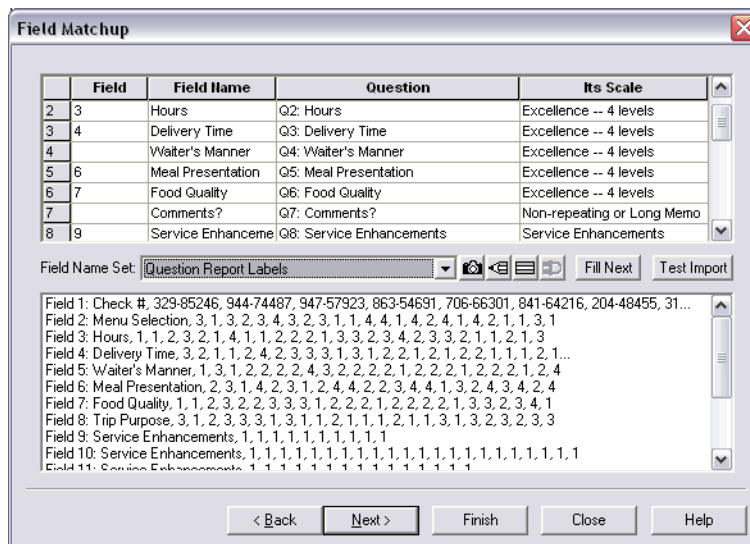 Field Matchup
Field Field Name Question Its Scale
2 3 Hours Q2: Hours Excellence -- 4 levels
3 4 Delivery Time Q3: Delivery Time Excellence -- 4 levels
4 Waiter's Manner Q4: Waiter's Manner Excellence -- 4 levels
5 6 Meal Presentation Q5: Meal Presentation Excellence -- 4 levels
6 7 Food Quality Q6: Food Quality Excellence -- 4 levels
7 Comments? Q7: Comments? Non-repeating or Long Memo
8 9 Service Enhanceme Q8: Service Enhancements Service Enhancements
Field Name Set: Question Report Labels Fill Next Test Import
Field 1: Check #, 329-85246, 944-74487, 947-57923, 863-54691, 706-66301, 841-64216, 204-48455, 31...
Field 2: Menu Selection, 3, 1, 3, 2, 3, 4, 3, 2, 3, 1, 1, 4, 4, 1, 4, 2, 4, 1, 4, 2, 1, 1, 3, 1
Field 3: Hours, 1, 1, 2, 3, 2, 1, 4, 1, 1, 2, 2, 2, 1, 3, 3, 2, 3, 4, 2, 3, 3, 2, 1, 1, 2, 1, 3
Field 4: Delivery Time, 3, 2, 1, 1, 2, 4, 2, 3, 3, 3, 1, 3, 1, 2, 2, 1, 2, 1, 2, 2, 1, 1, 1, 2, 1...
Field 5: Waiter's Manner, 1, 3, 1, 2, 2, 2, 2, 4, 3, 2, 2, 2, 2, 1, 2, 2, 2, 1, 2, 2, 2, 1, 2, 4
Field 6: Meal Presentation, 2, 3, 1, 4, 2, 3, 1, 2, 4, 4, 2, 2, 3, 4, 4, 1, 3, 2, 4, 3, 4, 2, 4
Field 7: Food Quality, 1, 1, 2, 3, 2, 2, 3, 3, 3, 1, 2, 2, 2, 1, 2, 2, 2, 2, 1, 3, 3, 2, 3, 4, 1
Field 8: Trip Purpose, 3, 1, 2, 3, 3, 3, 1, 3, 1, 1, 2, 1, 1, 1, 2, 1, 1, 3, 1, 3, 2, 3, 2, 3, 3
Field 9: Service Enhancements, 1, 1, 1, 1, 1, 1, 1, 1, 1
Field 10: Service Enhancements, 1, 1, 1, 1, 1, 1, 1, 1, 1, 1, 1, 1, 1, 1, 1, 1, 1, 1, 1, 1
Field 11: Service Enhancements, 1, 1, 1, 1, 1, 1, 1, 1, 1, 1, 1, 1, 1
< Back Next > Finish Close Help